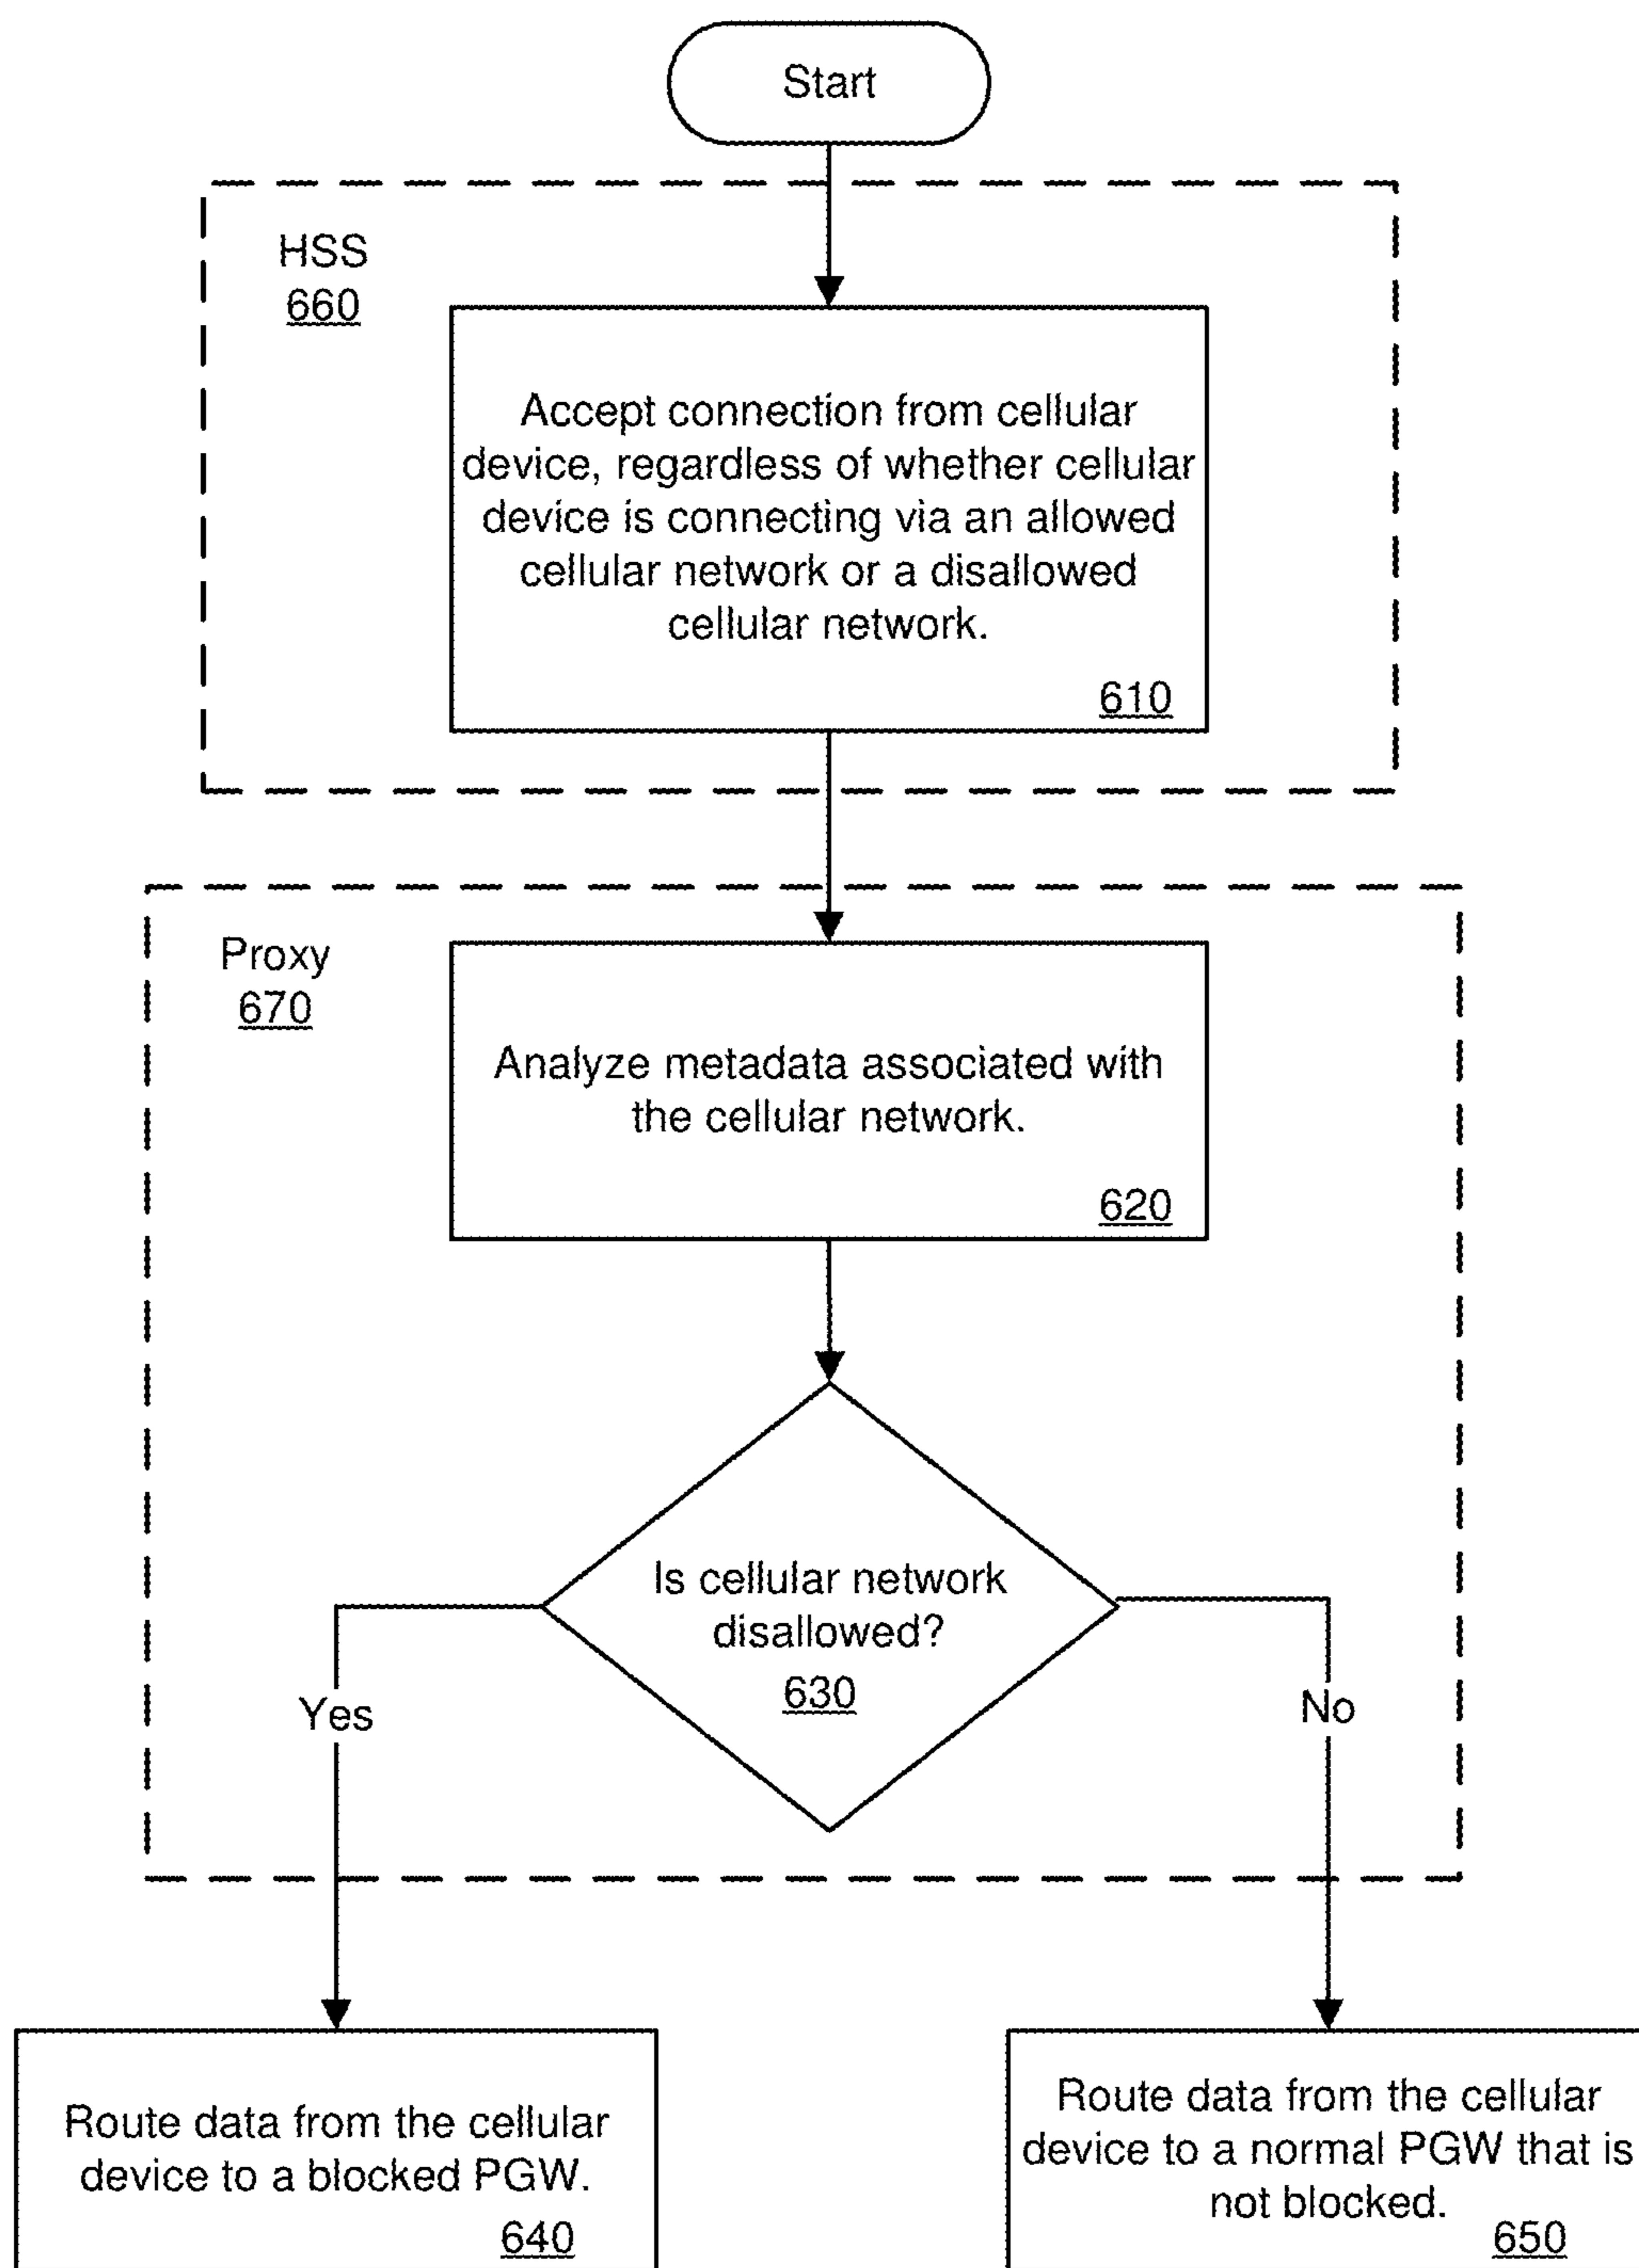 Start
HSS
660
Accept connection from cellular
device, regardless of whether cellular
device is connecting via an allowed
cellular network or a disallowed
cellular network.
610
Proxy
670
Analyze metadata associated with
the cellular network.
620
Is cellular network
disallowed?
630
Yes
No
Route data from the cellular
device to a blocked PGW.
640
Route data from the cellular
device to a normal PGW that is
not blocked.
650